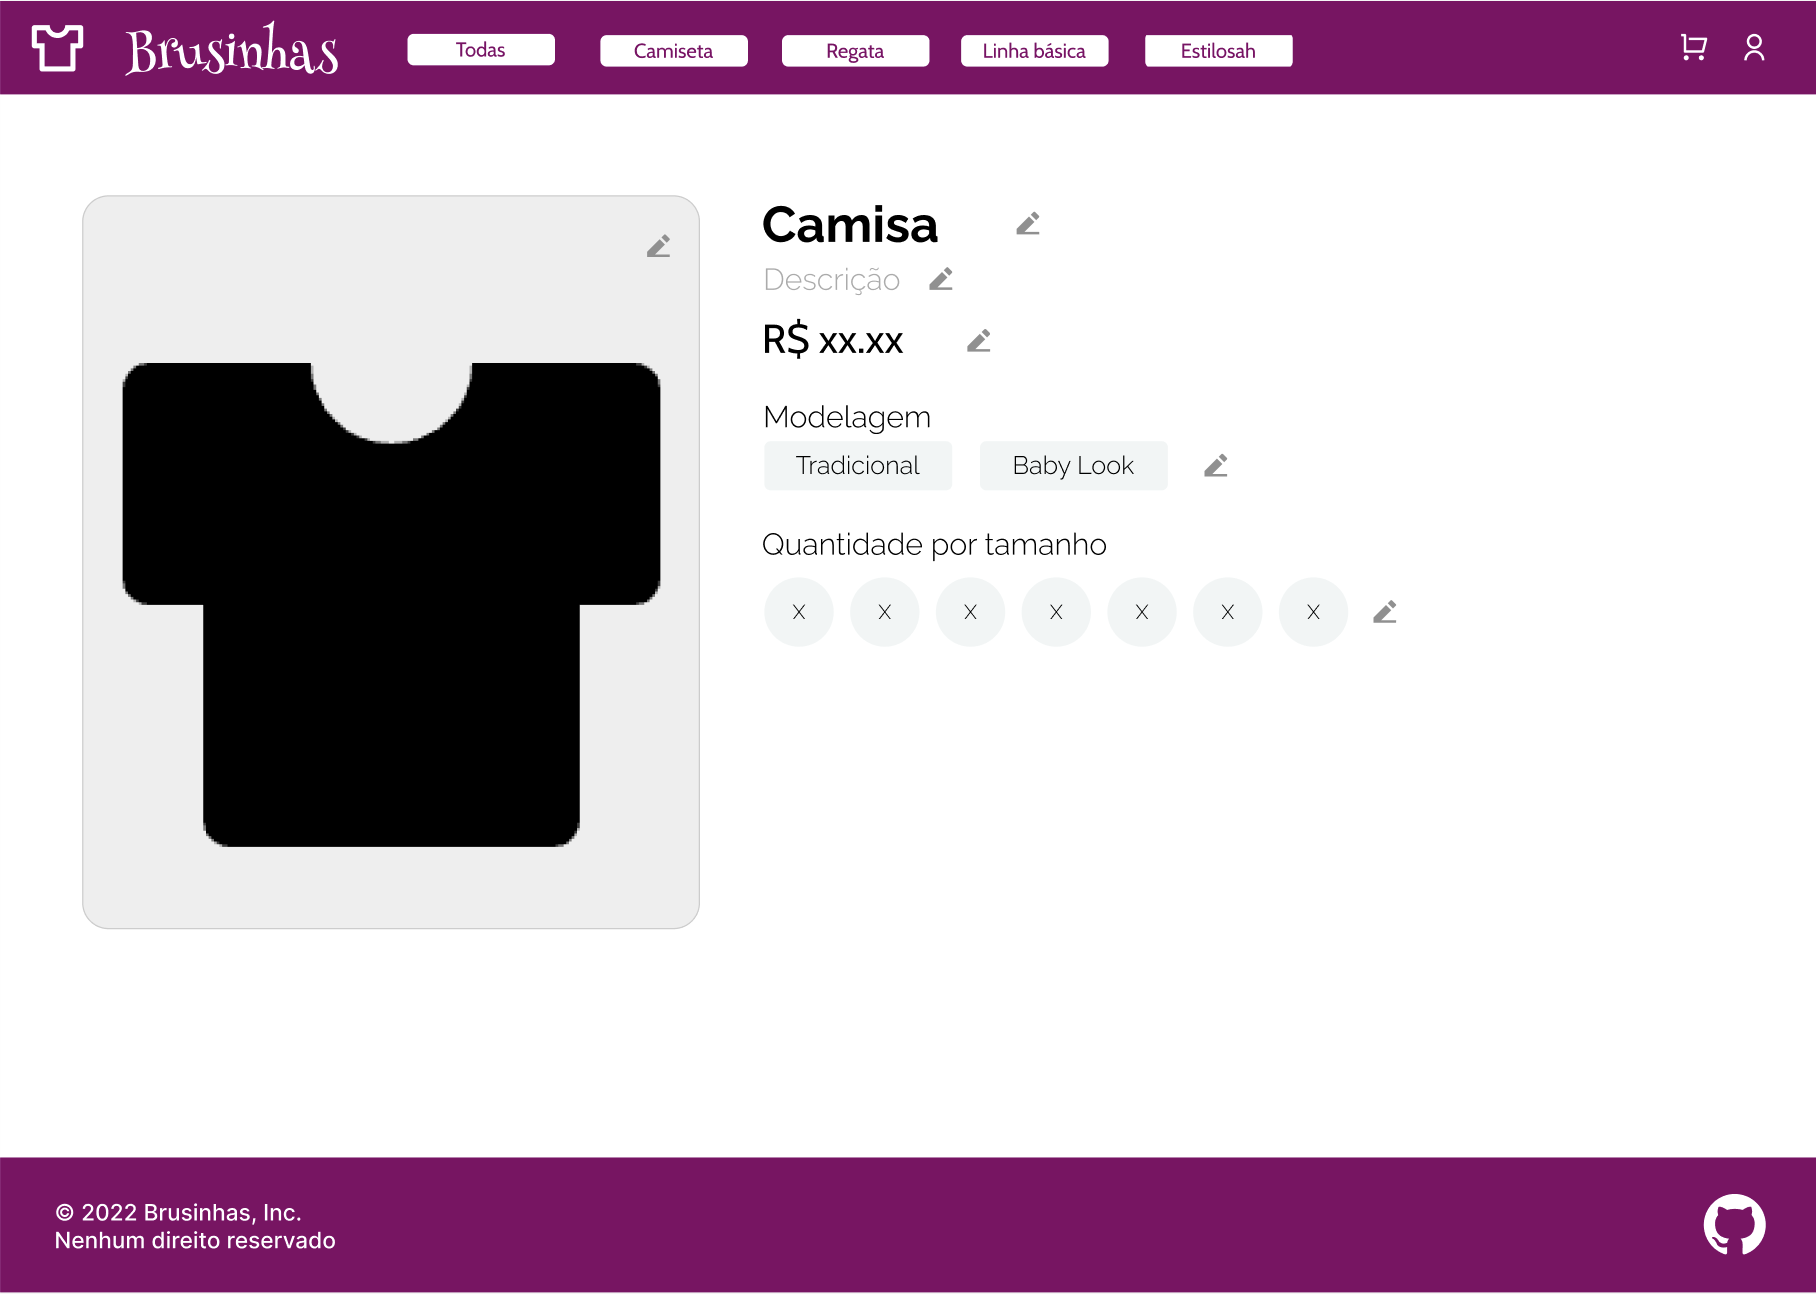 Brusinhas
Todas
Camiseta
Regata
Linha básica
Estilosah
Camisa
Descrição
R$ xx.xx
Modelagem
Tradicional
Baby Look
Quantidade por tamanho
X X X X X X X
© 2022 Brusinhas, Inc.
Nenhum direito reservado